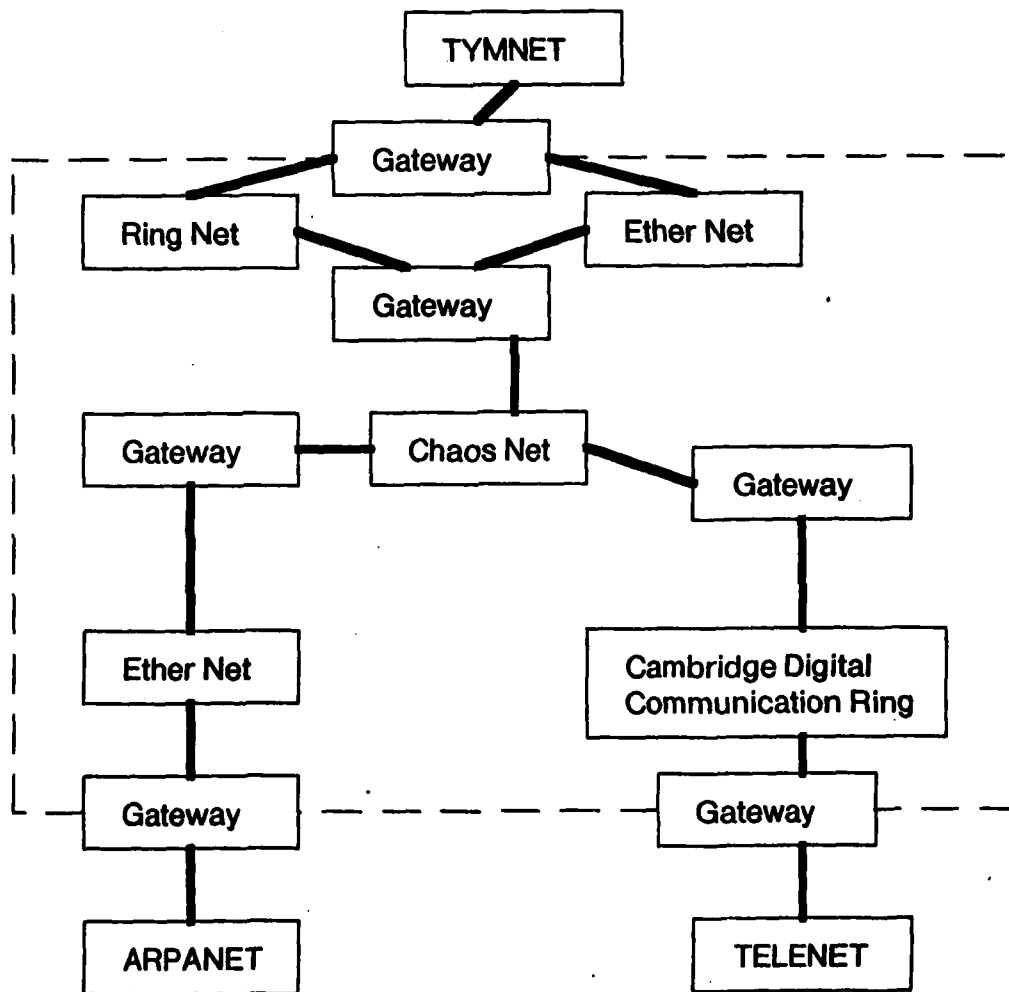 TYMNET
Gateway
Ring Net
Ether Net
Gateway
Gateway
Chaos Net
Gateway
Ether Net
Cambridge Digital
Communication Ring
Gateway
Gateway
ARPANET
TELENET